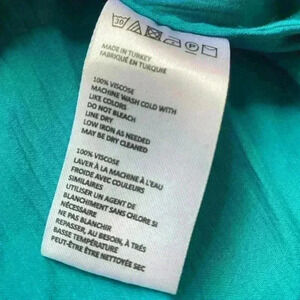 30
P
MADE IN TURKEY
FABRIQUÉ EN TURQUIE
100% VISCOSE
MACHINE WASH COLD WITH
LIKE COLORS
DO NOT BLEACH
LINE DRY
LOW IRON AS NEEDED
MAY BE DRY CLEANED
100% VISCOSE
LAVER À LA MACHINE À L'EAU
FROIDE AVEC COULEURS
SIMILAIRES
UTILISER UN AGENT DE
BLANCHIMENT SANS CHLORE SI
NÉCESSAIRE
NE PAS BLANCHIR
REPASSER, AU BESOIN, À TRÈS
BASSE TEMPÉRATURE
PEUT-ÊTRE ÊTRE NETTOYÉE SEC